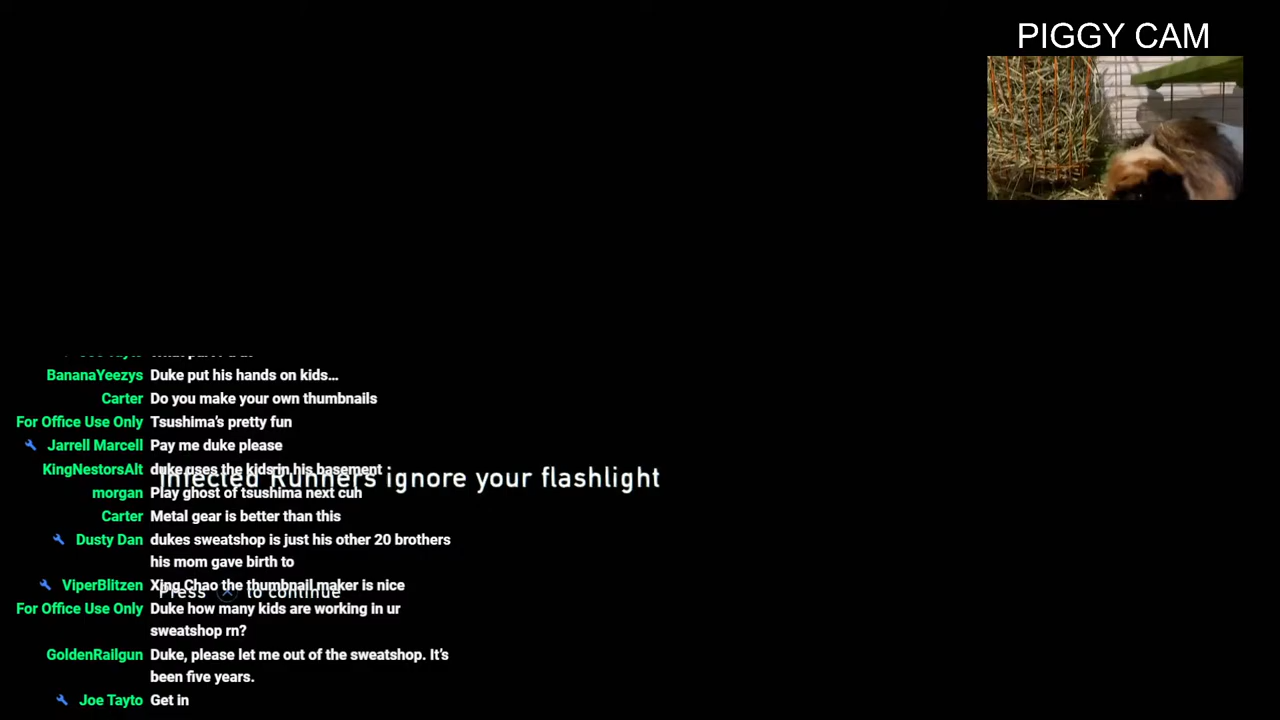 PIGGY CAM
BananaYeezys Duke put his hands on kids…
Carter Do you make your own thumbnails
For Office Use Only Tsushima’s pretty fun
Jarrell Marcell Pay me duke please
KingNestorsAlt duke uses the kids in his basement
Infected Runners ignore your flashlight
morgan Play ghost of tsushima next cuh
Carter Metal gear is better than this
Dusty Dan dukes sweatshop is just his other 20 brothers
his mom gave birth to
ViperBlitzen Xing Chao the thumbnail maker is nice
Press to continue
For Office Use Only Duke how many kids are working in ur
sweatshop rn?
GoldenRailgun Duke, please let me out of the sweatshop. It’s
been five years.
Joe Tayto Get in